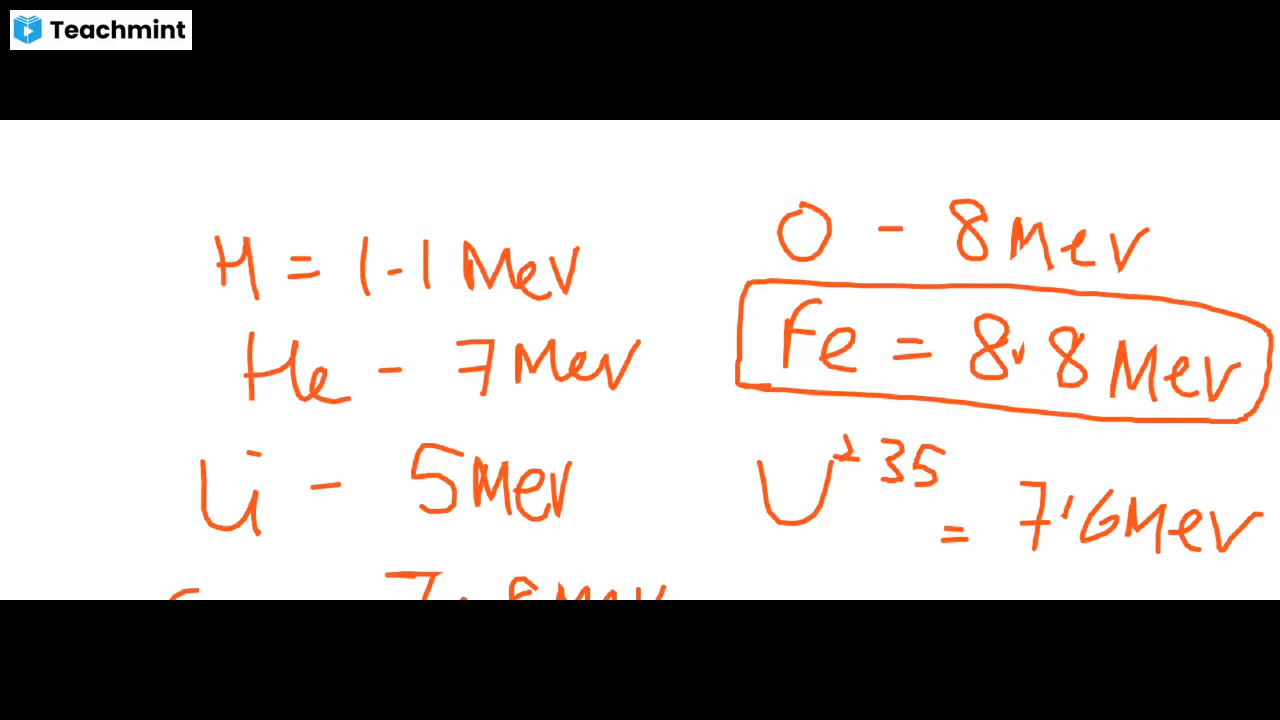 Teachmint
H = 1.1 Mev
He - 7 Mev
Li - 5 Mev
O - 8 Mev
Fe = 8.8 Mev
U²³⁵
= 7.6 Mev